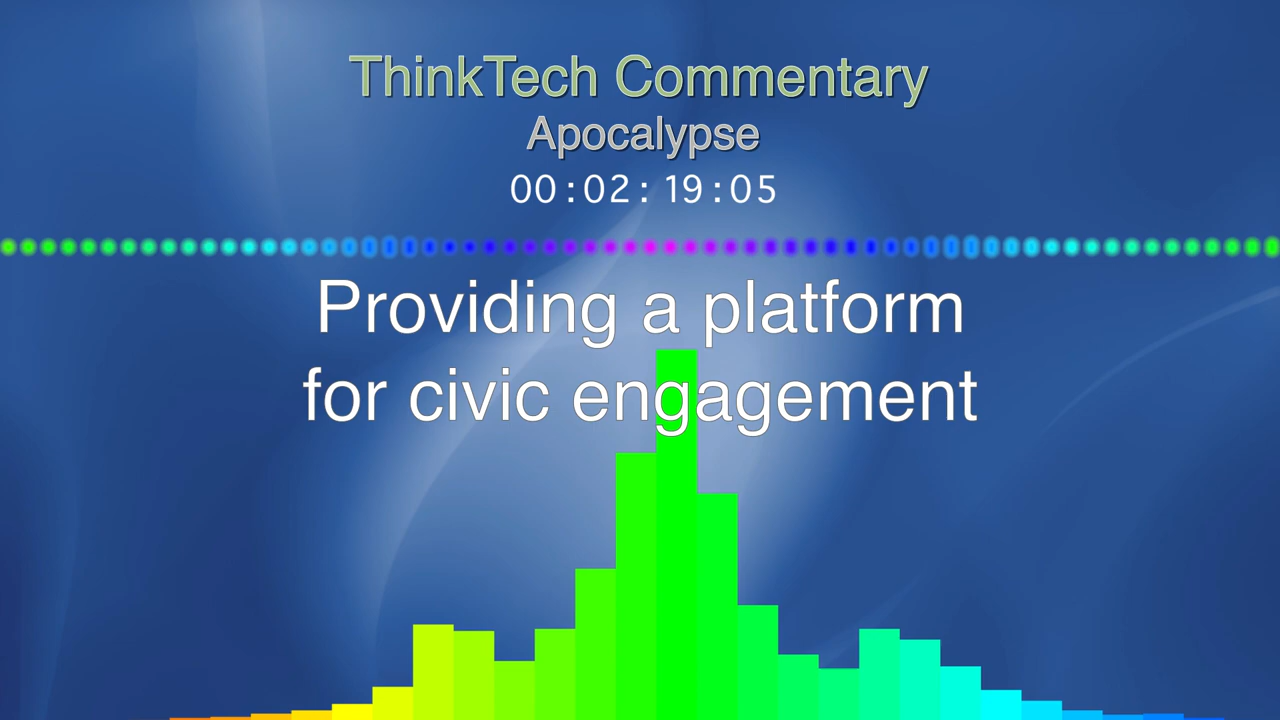 ThinkTech Commentary
Apocalypse
00:02:19:05
Providing a platform
for civic engagement